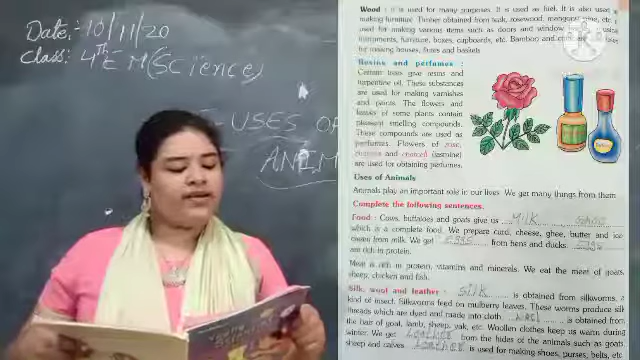 Date:- 10/11/20
Class:- 4th E M (Science)
- USES OF
ANIM
Wood : It is used for many purposes. It is used as fuel. It is also used
making furniture. Timber obtained from teak, rosewood, etc.
used for making various items such as doors and
instruments, furniture, boxes, cupboards, etc. Bamboo and
for making houses, floors and baskets
Resins and perfumes :
Certain trees give resins and
turpentine oil. These substances
are used for making varnishes
and paints. The flowers and
leaves of some plants contain
pleasant smelling compounds.
These compounds are used as
perfumes. Flowers of rose,
and (jasmine)
are used for obtaining perfumes.
Uses of Animals
Animals play an important role in our lives. We get many things from them
Complete the following sentences.
Food : Cows, buffaloes and goats give us MILK
which is a complete food. We prepare curd, cheese, ghee, butter and ice
cream from milk. We get EGGS from hens and ducks. EGGS
are rich in protein.
Meat is rich in protein, vitamins and minerals. We eat the meat of goats,
sheep, chicken and fish.
Silk, wool and leather : SILK is obtained from silkworms, a
kind of insect. Silkworms feed on mulberry leaves. These worms produce silk
threads which are dyed and made into cloth is obtained
from the hair of goat, lamb, sheep, yak, etc. Woollen clothes keep us warm during
winter. We get Leather from the hides of the animals such as goats,
sheep and calves. Leather is used for making shoes, purses, belts, etc.